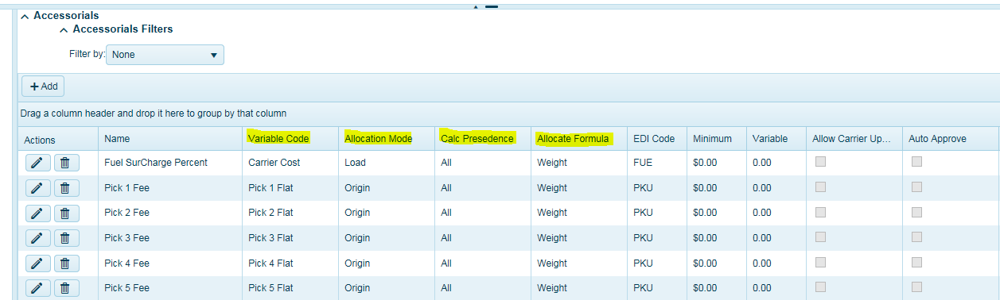 Accessorials
Accessorials Filters
Filter by: None
+ Add
Drag a column header and drop it here to group by that column
Actions Name Variable Code Allocation Mode Calc Presedence Allocate Formula EDI Code Minimum Variable Allow Carrier Up... Auto Approve
Fuel SurCharge Percent Carrier Cost Load All Weight FUE $0.00 0.00
Pick 1 Fee Pick 1 Flat Origin All Weight PKU $0.00 0.00
Pick 2 Fee Pick 2 Flat Origin All Weight PKU $0.00 0.00
Pick 3 Fee Pick 3 Flat Origin All Weight PKU $0.00 0.00
Pick 4 Fee Pick 4 Flat Origin All Weight PKU $0.00 0.00
Pick 5 Fee Pick 5 Flat Origin All Weight PKU $0.00 0.00